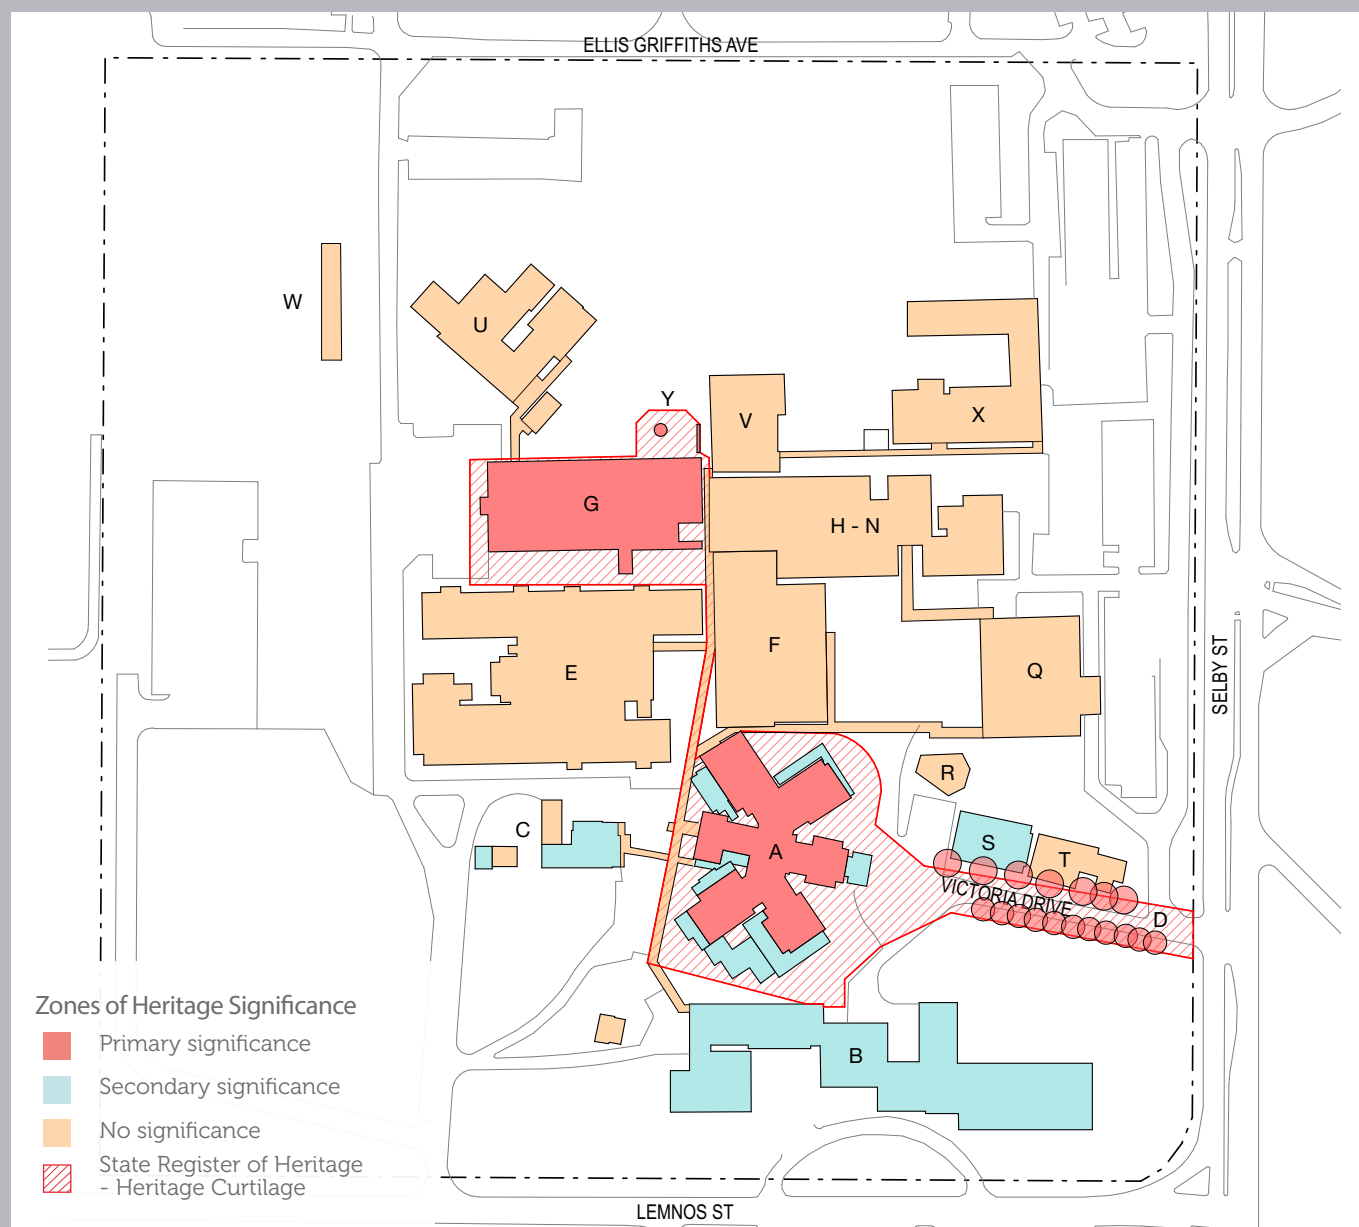 ELLIS GRIFFITHS AVE
W
U
Y
V
X
G
H - N
F
E
Q
SELBY ST
R
C
A
S
T
VICTORIA DRIVE
D
B
Zones of Heritage Significance
Primary significance
Secondary significance
No significance
State Register of Heritage
- Heritage Curtilage
LEMNOS ST